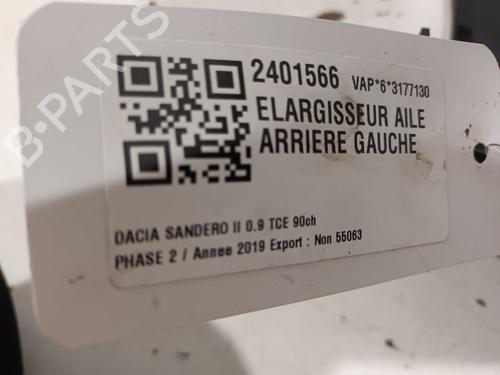 2401566 VAP*6*3177130
ELARGISSEUR AILE
ARRIERE GAUCHE
DACIA SANDERO II 0.9 TCE 90ch
PHASE 2 / Annee 2019 Export : Non 55063
B-PARTS